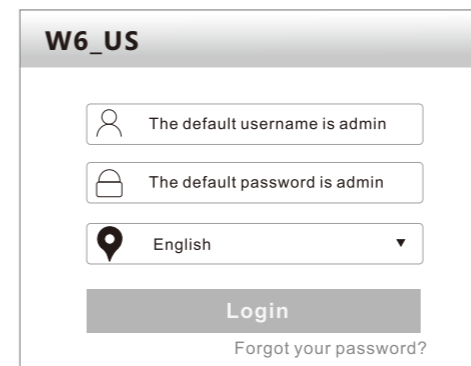 W6_US
The default username is admin
The default password is admin
English
Login
Forgot your password?